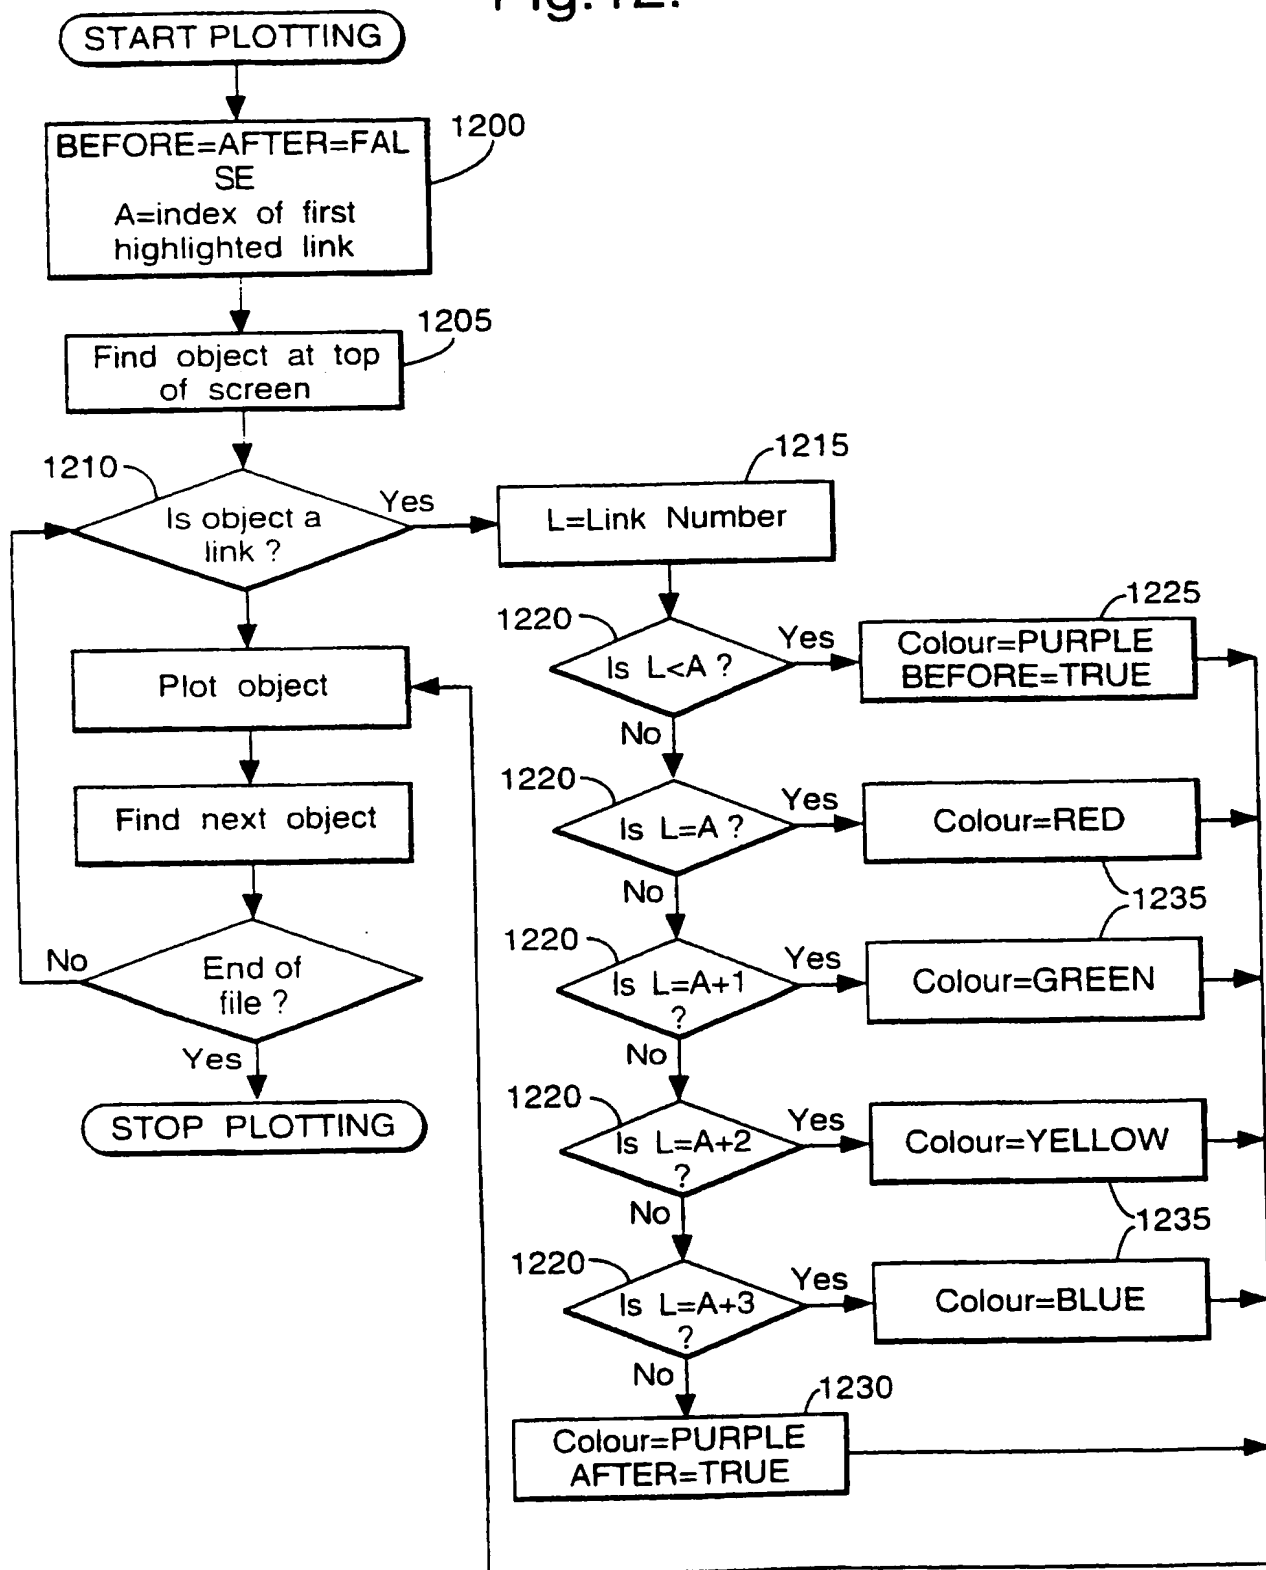 Fig.12.
START PLOTTING
1200
BEFORE=AFTER=FAL
SE
A=index of first
highlighted link
1205
Find object at top
of screen
1210
Is object a
link ?
Yes
1215
L=Link Number
Plot object
Find next object
End of
file ?
No
Yes
STOP PLOTTING
1220
Is L<A ?
Yes
1225
Colour=PURPLE
BEFORE=TRUE
No
1220
Is L=A ?
Yes
Colour=RED
1235
No
1220
Is L=A+1
?
Yes
Colour=GREEN
No
1220
Is L=A+2
?
Yes
Colour=YELLOW
1235
No
1220
Is L=A+3
?
Yes
Colour=BLUE
No
1230
Colour=PURPLE
AFTER=TRUE